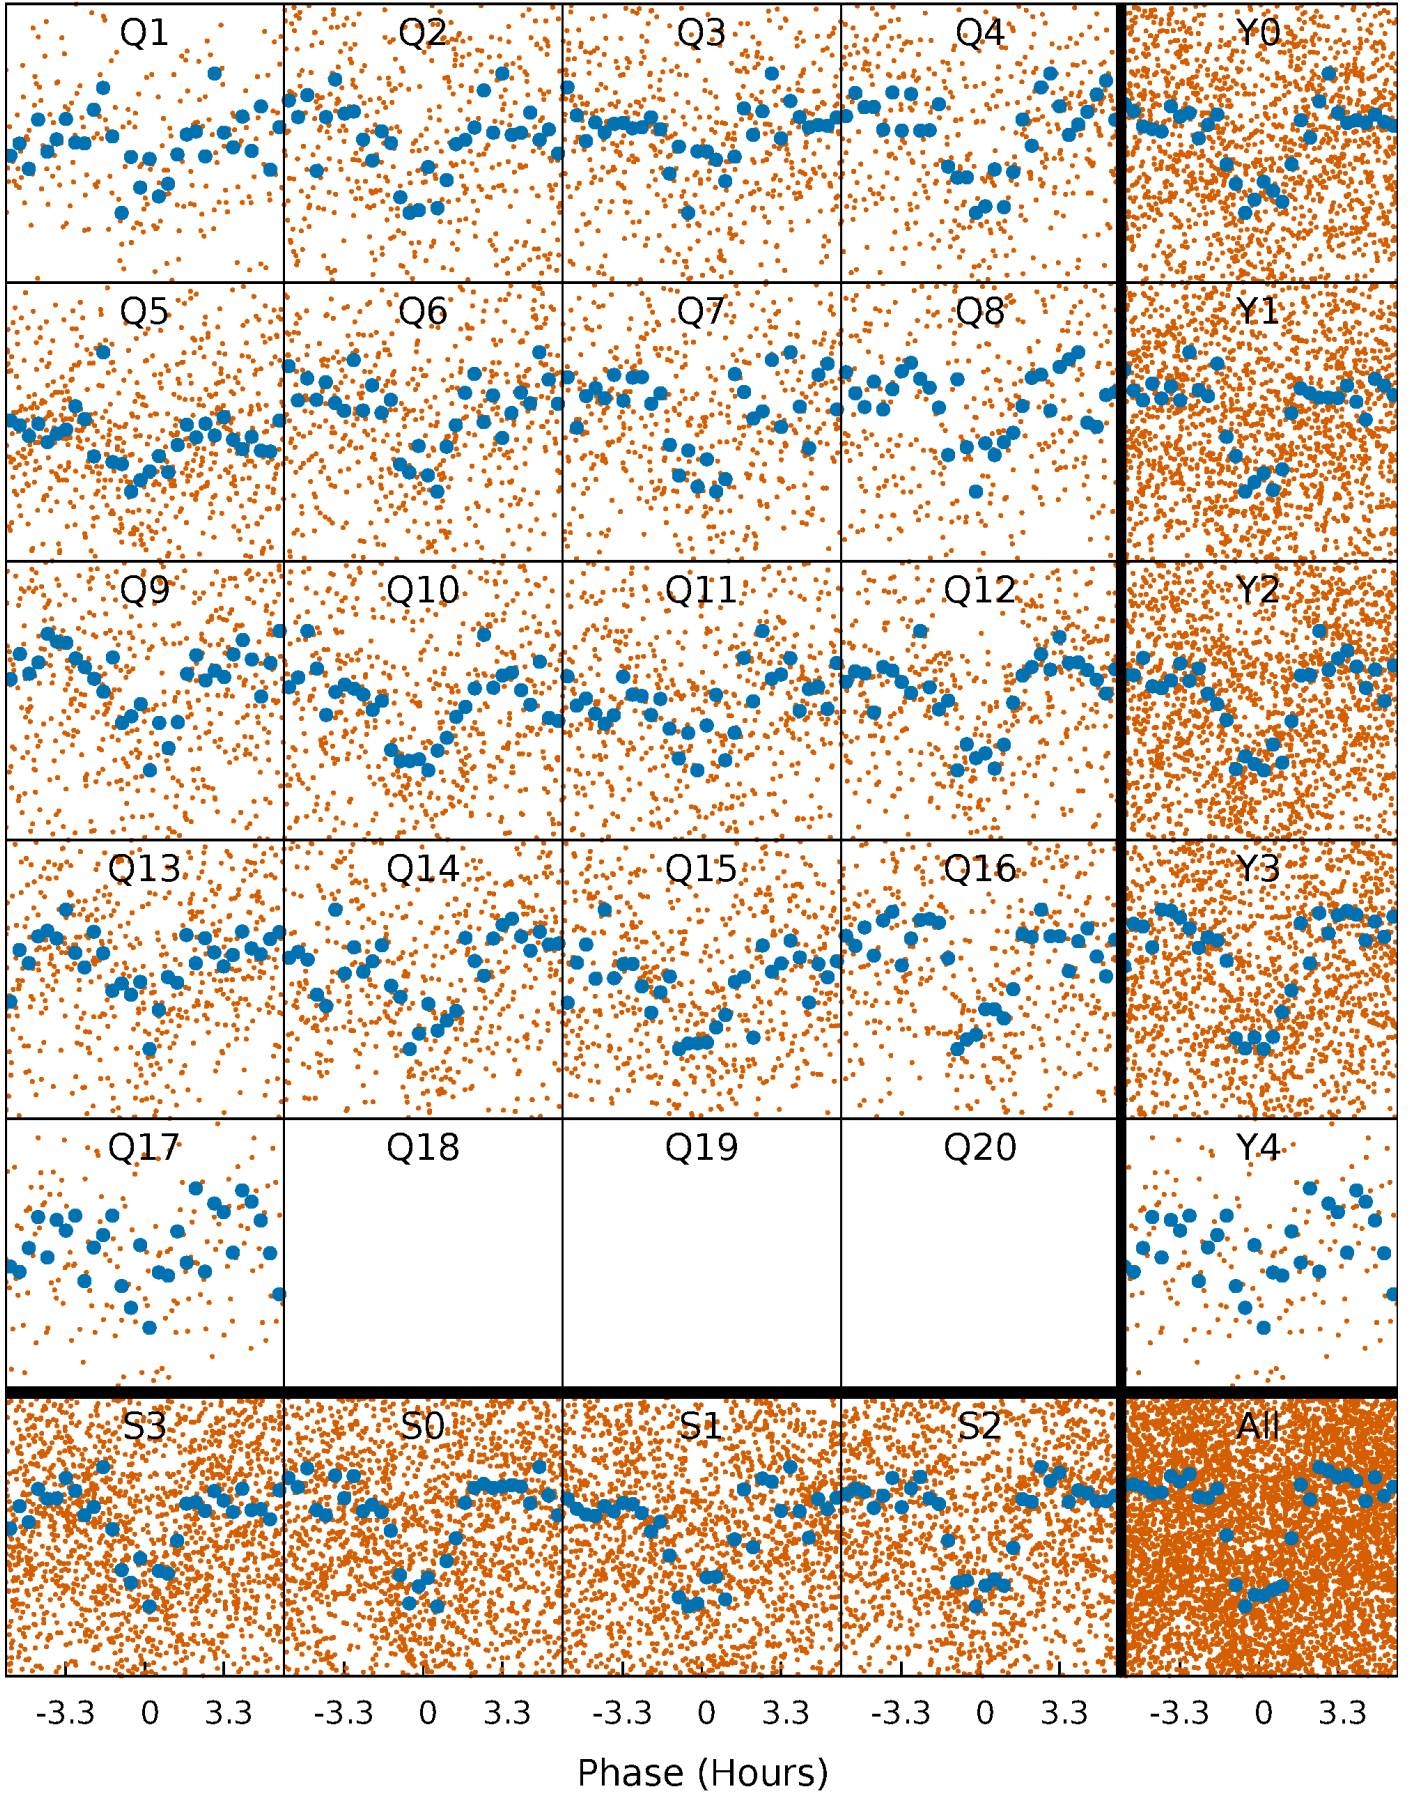 Q1 Q2 Q3 Q4 Y0
Q5 Q6 Q7 Q8 Y1
Q9 Q10 Q11 Q12 Y2
Q13 Q14 Q15 Q16 Y3
Q17 Q18 Q19 Q20 Y4
S3 S0 S1 S2 All
-3.3 0 3.3 -3.3 0 3.3 -3.3 0 3.3 -3.3 0 3.3 -3.3 0 3.3
Phase (Hours)